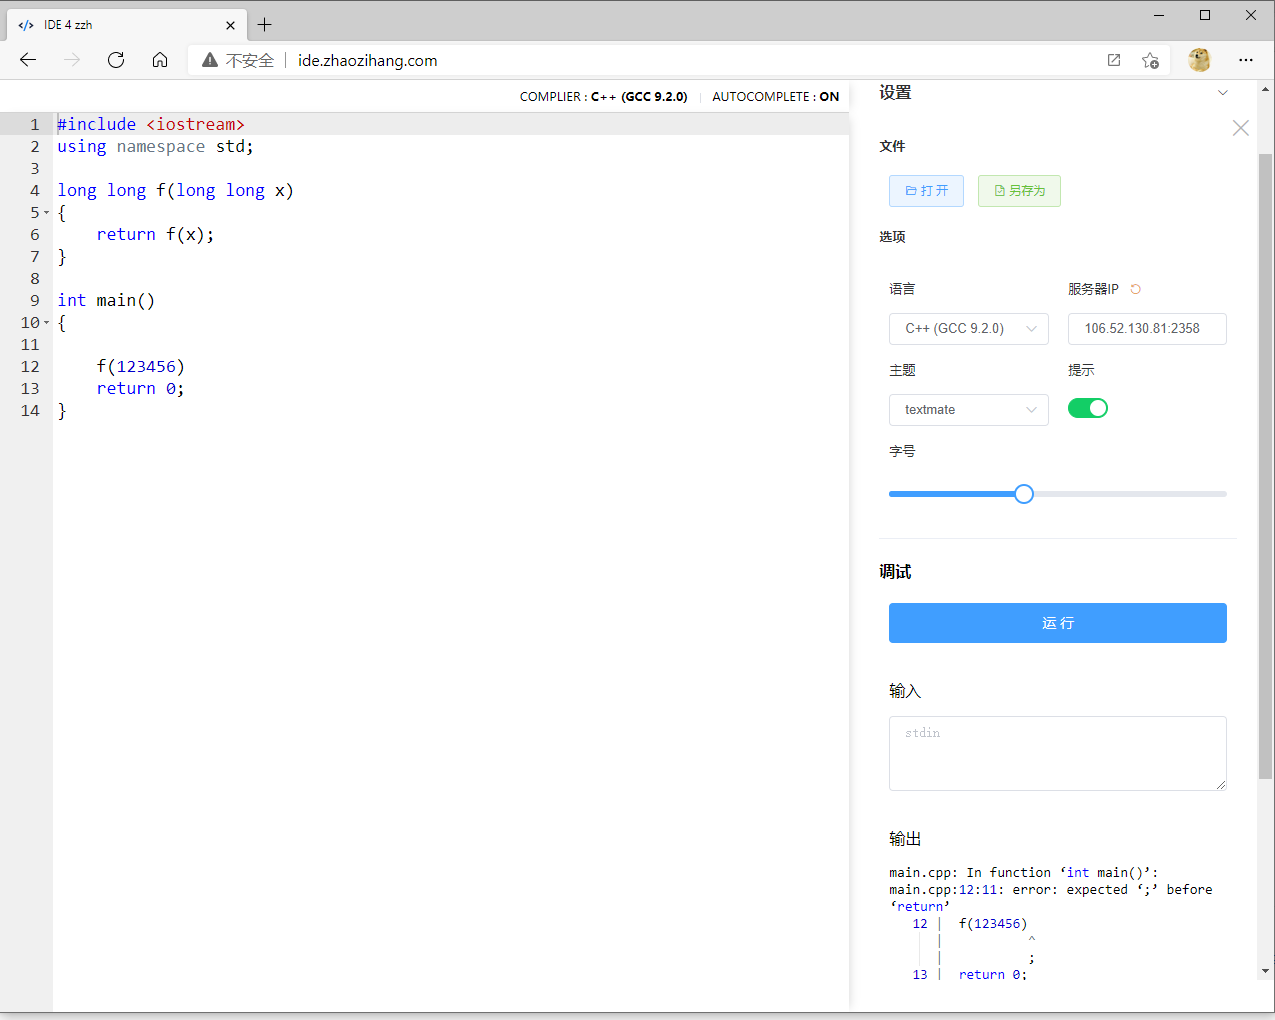 IDE 4 zzh
不安全
ide.zhaozihang.com
COMPLIER : C++ (GCC 9.2.0)
AUTOCOMPLETE : ON
1 #include <iostream>
2 using namespace std;
3
4 long long f(long long x)
5 {
6 return f(x);
7 }
8
9 int main()
10 {
11
12 f(123456)
13 return 0;
14 }
设置
文件
打 开
另存为
选项
语言
服务器IP
C++ (GCC 9.2.0)
106.52.130.81:2358
主题
提示
textmate
字号
调试
运 行
输入
stdin
输出
main.cpp: In function ‘int main()’:
main.cpp:12:11: error: expected ‘;’ before
‘return’
12 | f(123456)
| ^
| ;
13 | return 0;